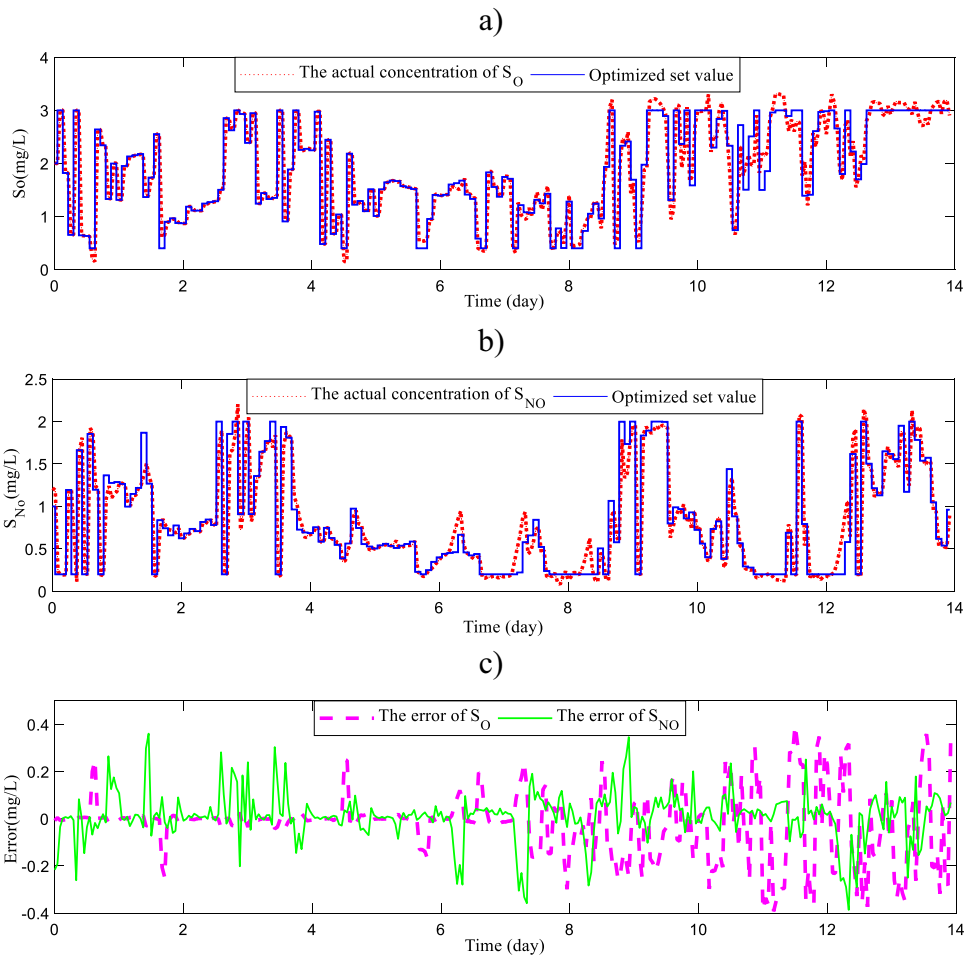 a)
The actual concentration of S_O Optimized set value
So(mg/L)
4
3
2
1
0
0 2 4 6 8 10 12 14
Time (day)
b)
The actual concentration of S_NO Optimized set value
S_No(mg/L)
2.5
2
1.5
1
0.5
0
0 2 4 6 8 10 12 14
Time (day)
c)
The error of S_O The error of S_NO
Error(mg/L)
0.4
0.2
0
-0.2
-0.4
0 2 4 6 8 10 12 14
Time (day)